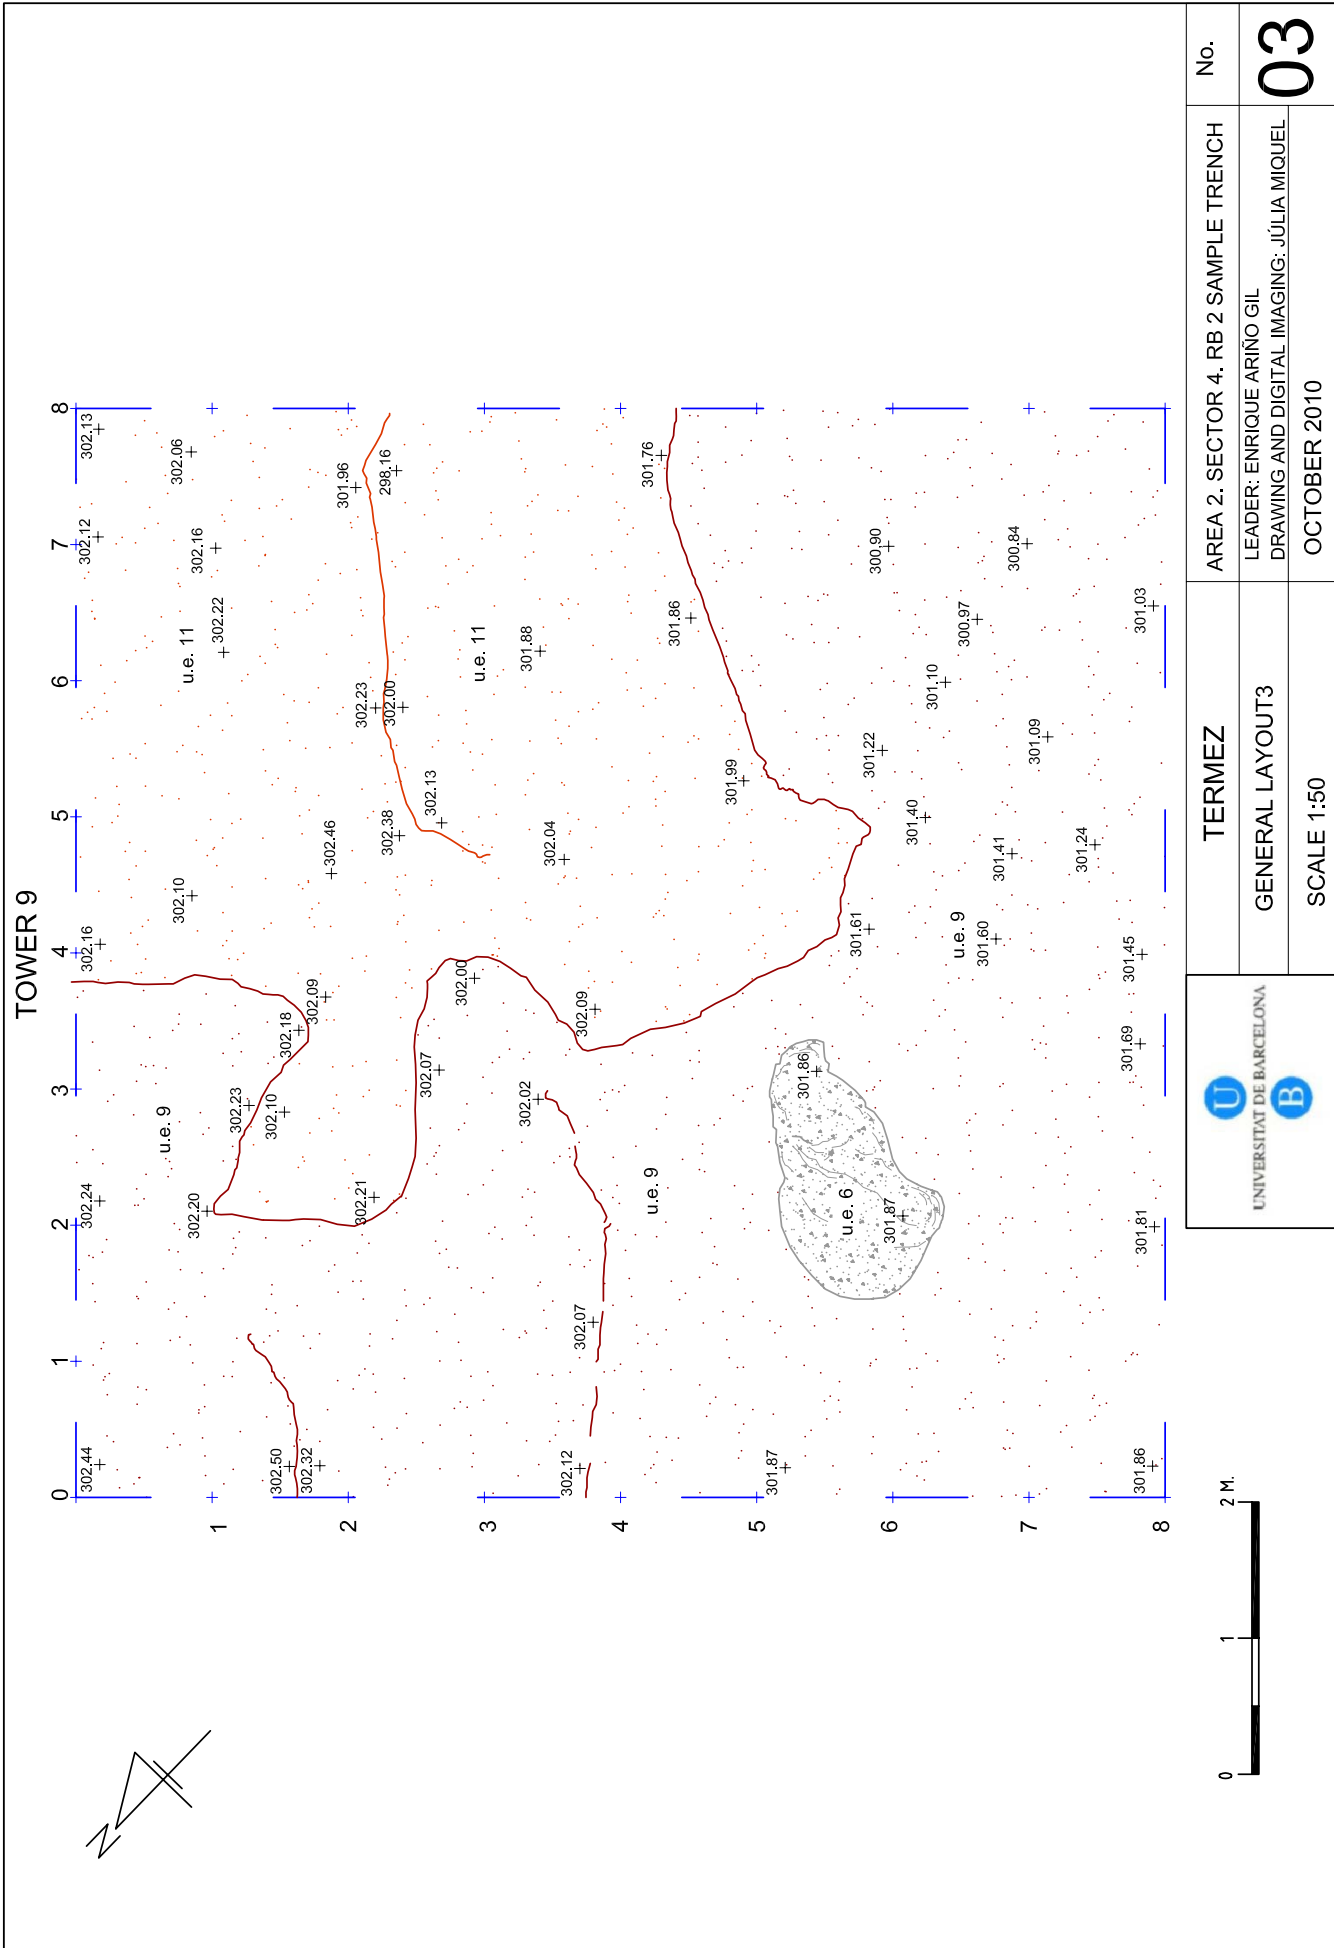 TOWER 9
0 1 2 3 4 5 6 7 8
302.44 302.24 302.16 302.12 302.13
302.10 302.06
302.20 u.e. 9 302.16
302.23 u.e. 11 302.22
1
302.50 302.10 302.18
302.32 302.09 302.46 301.96
302.21 302.38 302.23 298.16
2
302.07 302.13 302.00
302.00 u.e. 11
3
302.02 302.04 301.88
302.12 302.07 302.09 301.76
4
u.e. 9 301.86
301.87 301.99
5
301.86
u.e. 6 301.61 301.22 300.90
301.87 301.40
6
u.e. 9 301.10
301.60 301.41 300.97
300.84
7
301.09
301.24
301.86 301.81 301.69 301.45 301.03
8
N
0 1 2 M.
U
UNIVERSITAT DE BARCELONA
B
TERMEZ
GENERAL LAYOUT3
SCALE 1:50
AREA 2. SECTOR 4. RB 2 SAMPLE TRENCH
LEADER: ENRIQUE ARIÑO GIL
DRAWING AND DIGITAL IMAGING: JÚLIA MIQUEL
OCTOBER 2010
No.
03